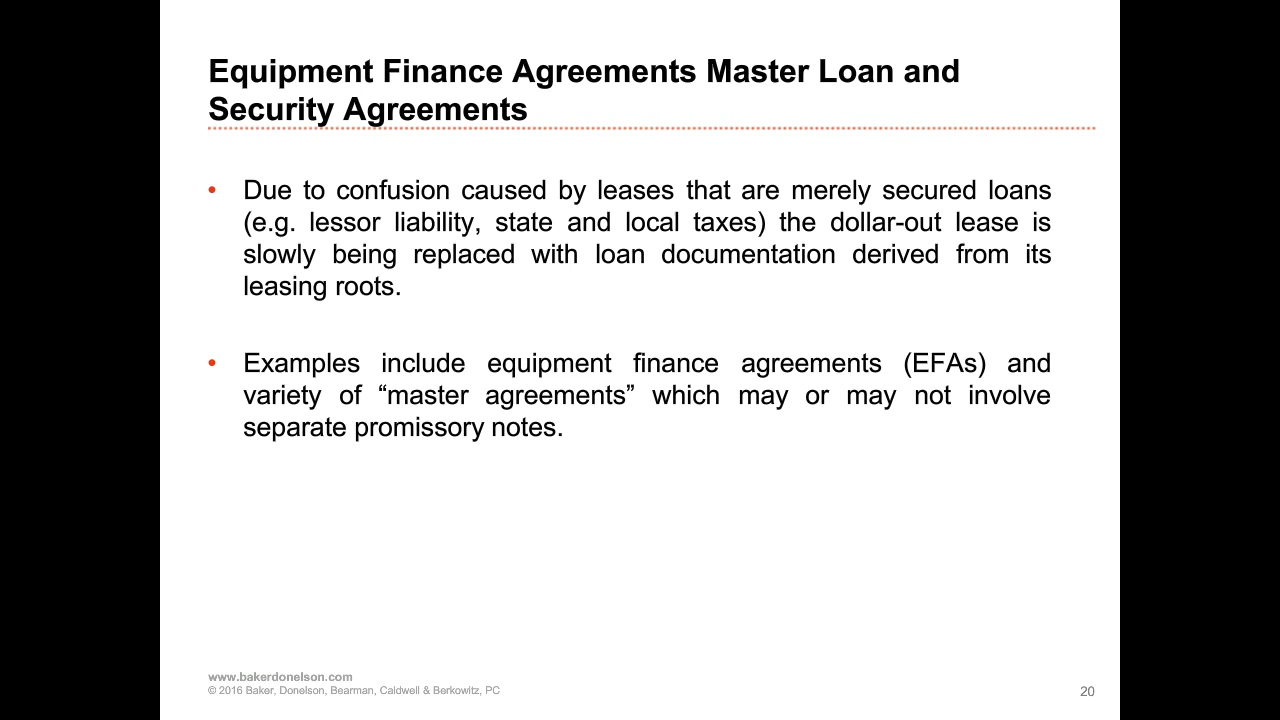 Equipment Finance Agreements Master Loan and
Security Agreements
• Due to confusion caused by leases that are merely secured loans
(e.g. lessor liability, state and local taxes) the dollar-out lease is
slowly being replaced with loan documentation derived from its
leasing roots.
• Examples include equipment finance agreements (EFAs) and
variety of “master agreements” which may or may not involve
separate promissory notes.
www.bakerdonelson.com
© 2016 Baker, Donelson, Bearman, Caldwell & Berkowitz, PC
20